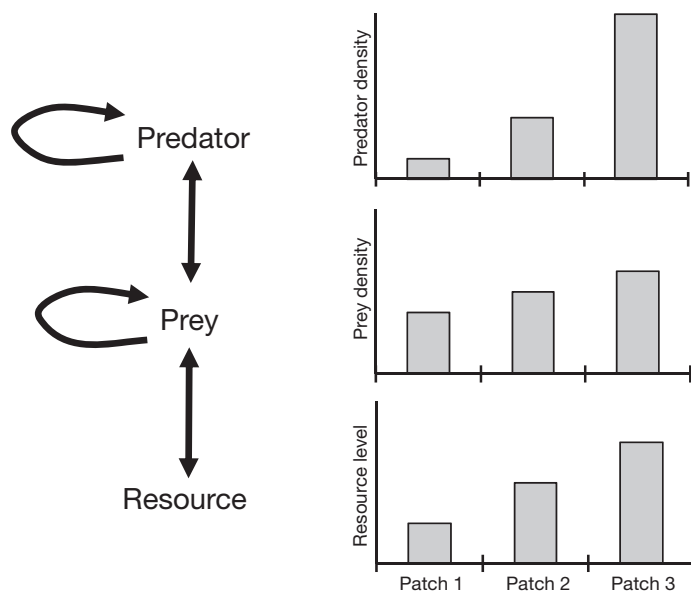 Predator
Prey
Resource
Predator density
Prey density
Resource level
Patch 1
Patch 2
Patch 3